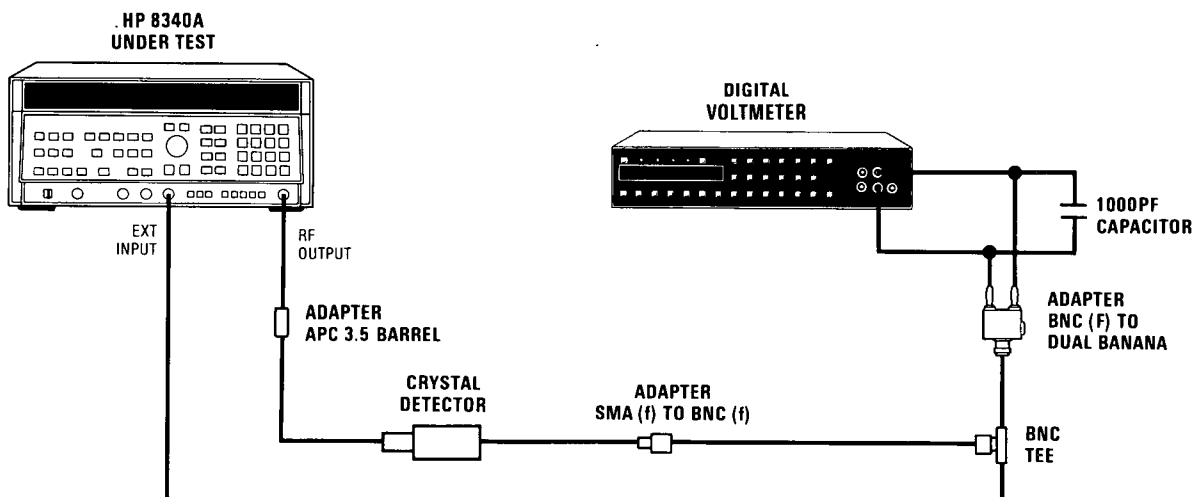 .HP 8340A
UNDER TEST
DIGITAL
VOLTMETER
1000PF
CAPACITOR
EXT
INPUT
RF
OUTPUT
ADAPTER
APC 3.5 BARREL
ADAPTER
BNC (F) TO
DUAL BANANA
CRYSTAL
DETECTOR
ADAPTER
SMA (f) TO BNC (f)
BNC
TEE